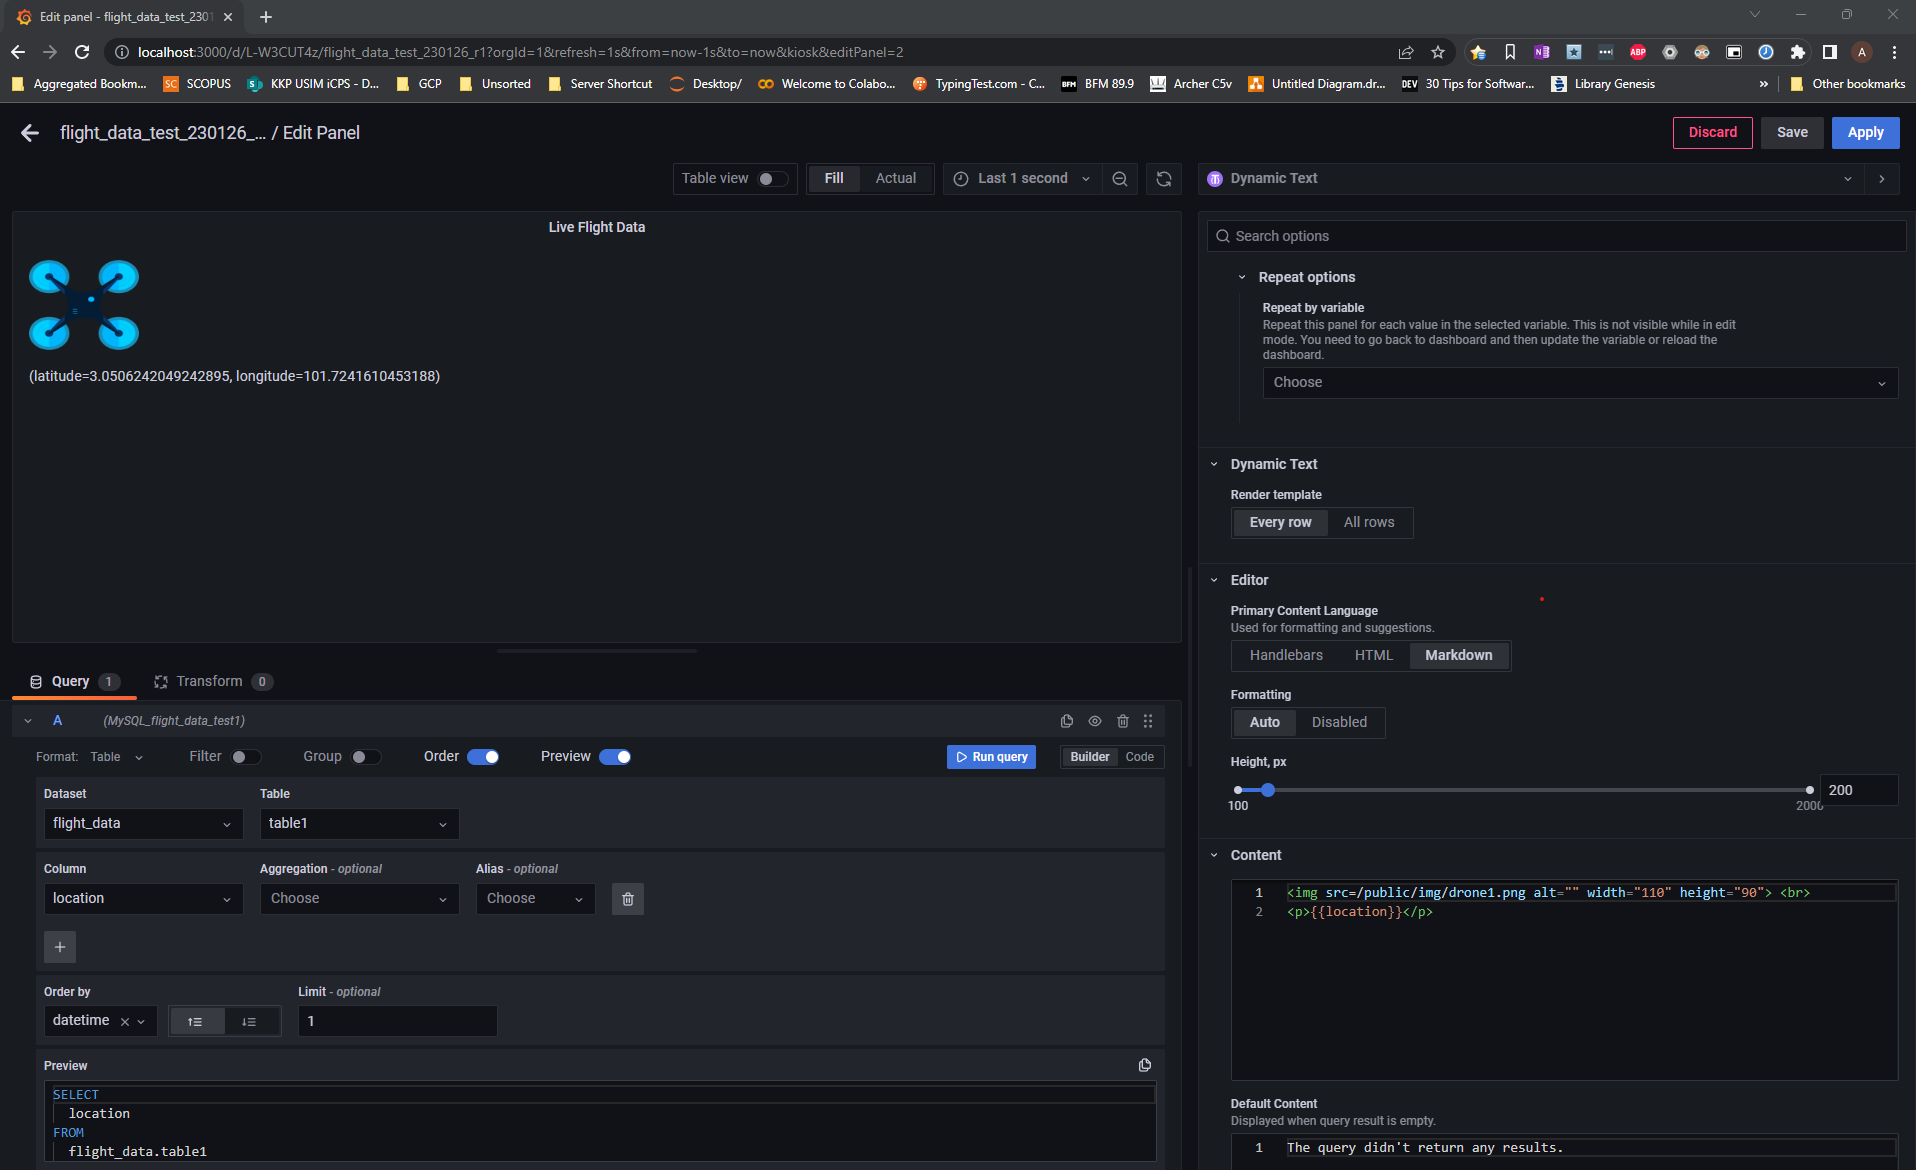 Edit panel - flight_data_test_2301
localhost:3000/d/L-W3CUT4z/flight_data_test_230126_r1?orgId=1&refresh=1s&from=now-1s&to=now&kiosk&editPanel=2
Aggregated Bookm... SCOPUS KKP USIM iCPS - D... GCP Unsorted Server Shortcut Desktop/ Welcome to Colabo... TypingTest.com - C... BFM 89.9 Archer C5v Untitled Diagram.dr... DEV 30 Tips for Softwar... Library Genesis » Other bookmarks
flight_data_test_230126_... / Edit Panel
Discard Save Apply
Table view Fill Actual Last 1 second Dynamic Text
Live Flight Data
(latitude=3.0506242049242895, longitude=101.7241610453188)
Search options
Repeat options
Repeat by variable
Repeat this panel for each value in the selected variable. This is not visible while in edit
mode. You need to go back to dashboard and then update the variable or reload the
dashboard.
Choose
Dynamic Text
Render template
Every row All rows
Editor
Primary Content Language
Used for formatting and suggestions.
Handlebars HTML Markdown
Formatting
Auto Disabled
Height, px
200
100 2000
Content
1 <img src=/public/img/drone1.png alt="" width="110" height="90"> <br>
2 <p>{{location}}</p>
Default Content
Displayed when query result is empty.
1 The query didn't return any results.
Query 1 Transform 0
A (MySQL_flight_data_test1)
Format: Table Filter Group Order Preview Run query Builder Code
Dataset Table
flight_data table1
Column Aggregation - optional Alias - optional
location Choose Choose
Order by Limit - optional
datetime 1
Preview
SELECT
location
FROM
flight_data.table1